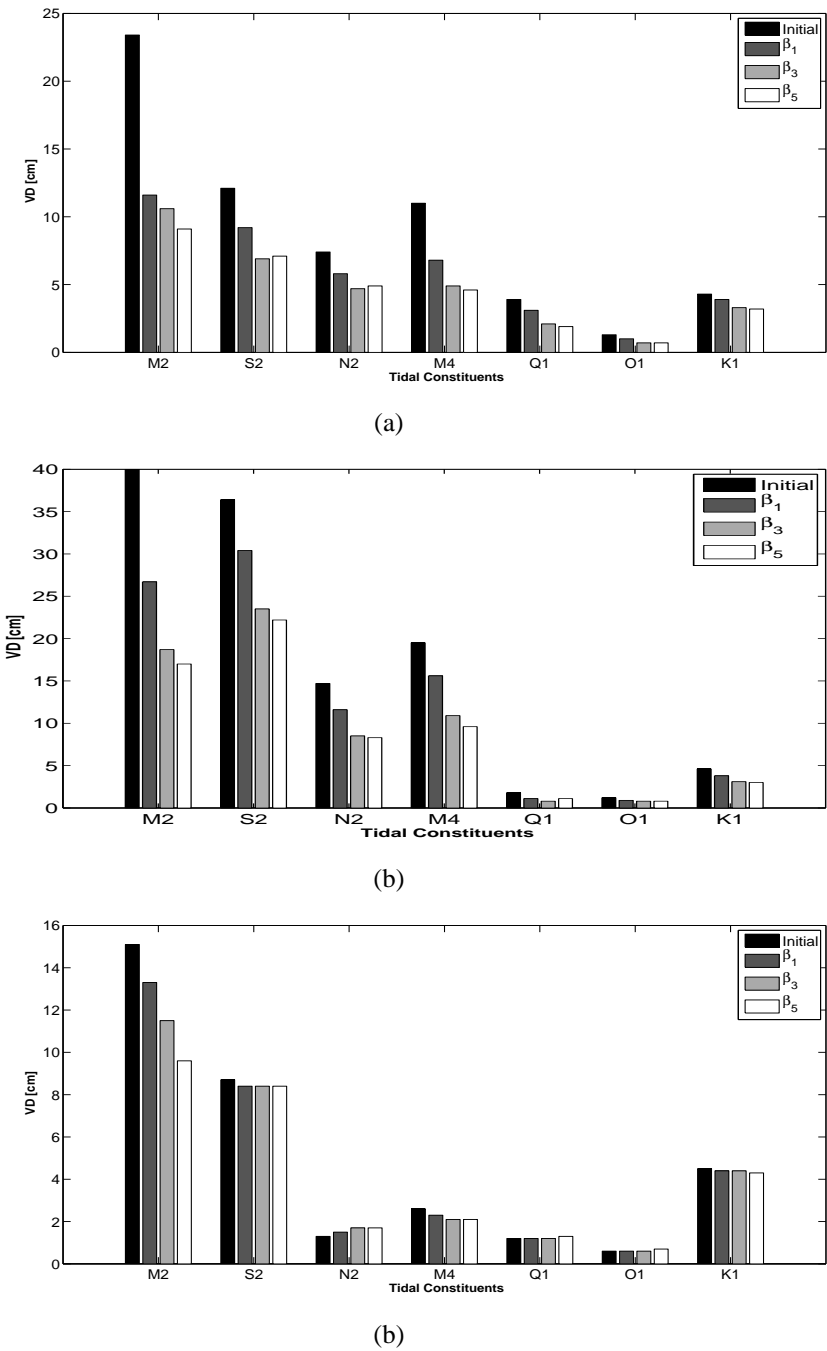 25
20
15
10
5
0
VD [cm]
Initial
β1
β3
β5
M2 S2 N2 M4 Q1 O1 K1
Tidal Constituents
(a)
40
35
30
25
20
15
10
5
0
VD [cm]
Initial
β1
β3
β5
M2 S2 N2 M4 Q1 O1 K1
Tidal Constituents
(b)
16
14
12
10
8
6
4
2
0
VD [cm]
Initial
β1
β3
β5
M2 S2 N2 M4 Q1 O1 K1
Tidal Constituents
(b)